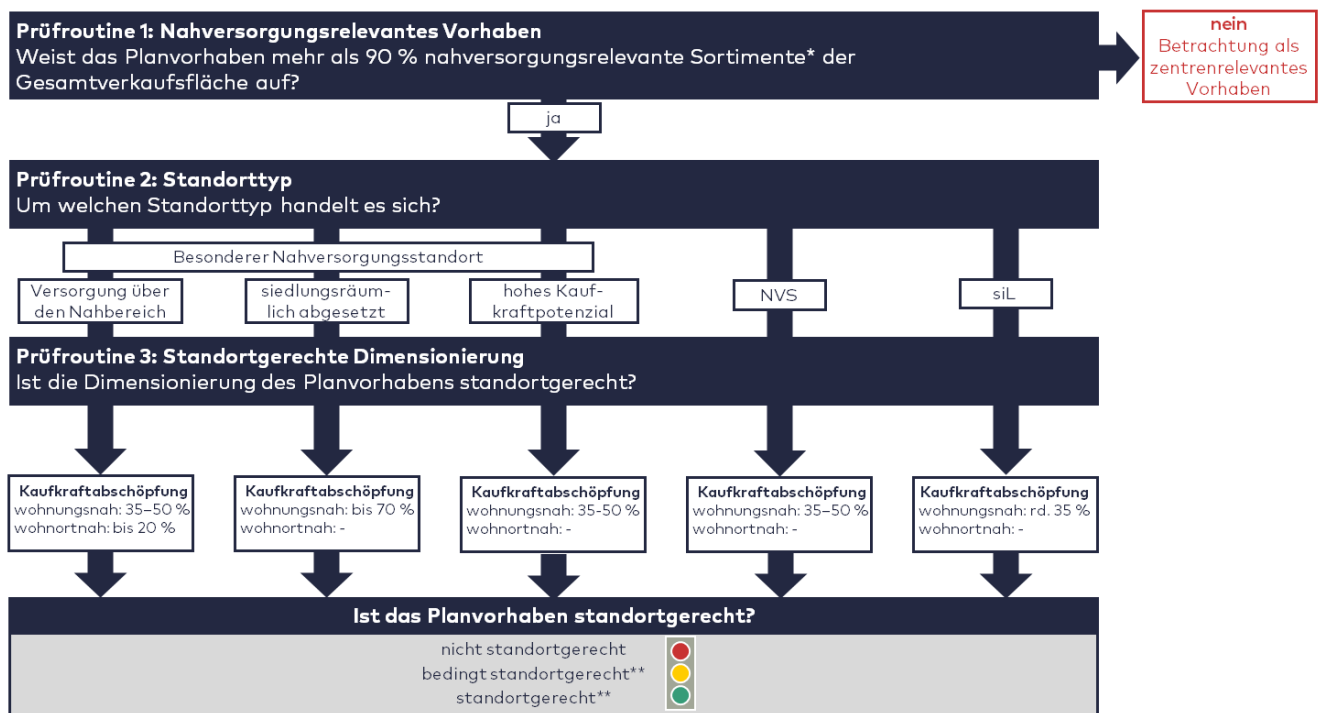 Prüfroutine 1: Nahversorgungsrelevantes Vorhaben
Weist das Planvorhaben mehr als 90 % nahversorgungsrelevante Sortimente* der
Gesamtverkaufsfläche auf?
nein
Betrachtung als
zentrenrelevantes
Vorhaben
ja
Prüfroutine 2: Standorttyp
Um welchen Standorttyp handelt es sich?
Besonderer Nahversorgungsstandort
Versorgung über
den Nahbereich
siedlungsräum-
lich abgesetzt
hohes Kauf-
kraftpotenzial
NVS
siL
Prüfroutine 3: Standortgerechte Dimensionierung
Ist die Dimensionierung des Planvorhabens standortgerecht?
Kaufkraftabschöpfung
wohnungsnah: 35–50 %
wohnortnah: bis 20 %
Kaufkraftabschöpfung
wohnungsnah: bis 70 %
wohnortnah: -
Kaufkraftabschöpfung
wohnungsnah: 35-50 %
wohnortnah: -
Kaufkraftabschöpfung
wohnungsnah: 35–50 %
wohnortnah: -
Kaufkraftabschöpfung
wohnungsnah: rd. 35 %
wohnortnah: -
Ist das Planvorhaben standortgerecht?
nicht standortgerecht
bedingt standortgerecht**
standortgerecht**